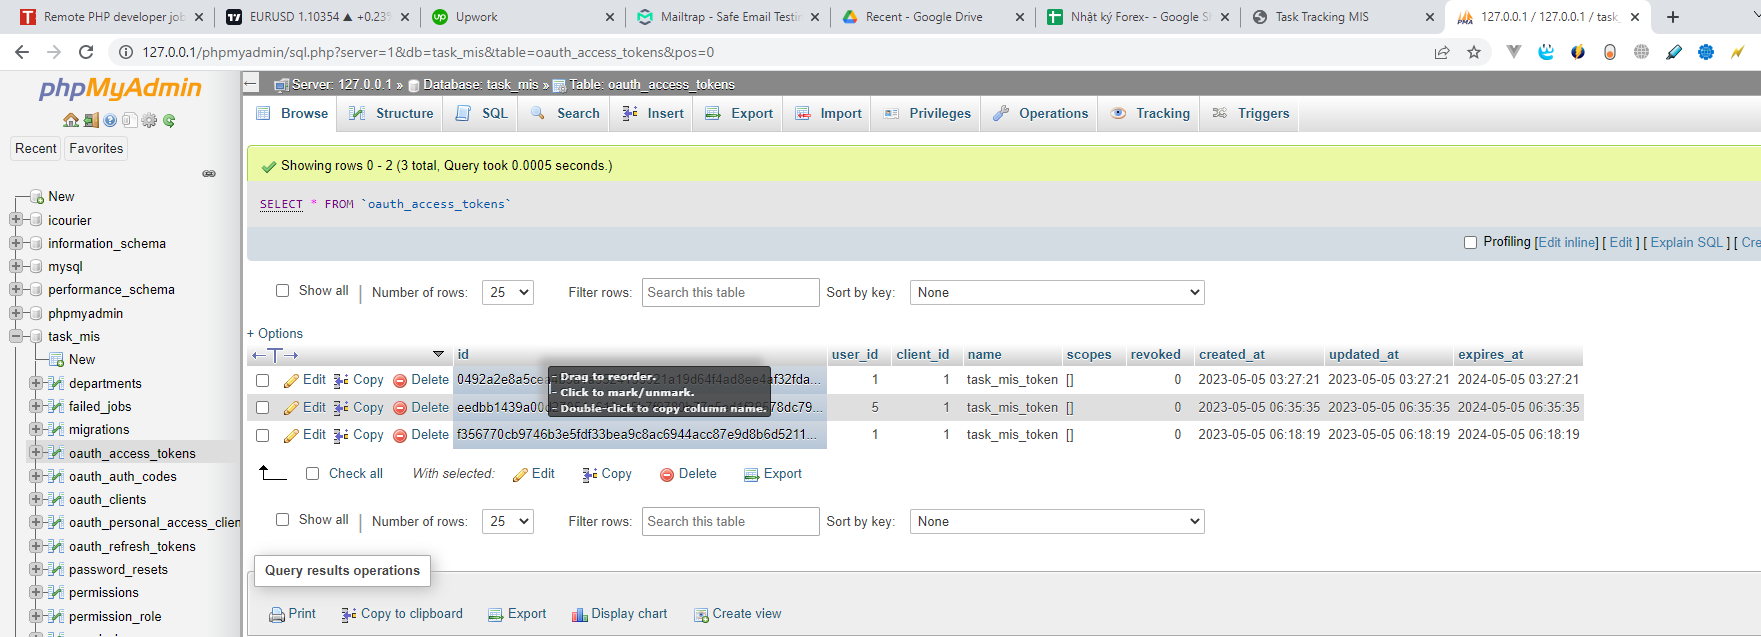 Remote PHP developer jo
EURUSD 1.10354 ▲ +0.23
Upwork
Mailtrap - Safe Email Testi
Recent - Google Drive
Nhật ký Forex- - Google S
Task Tracking MIS
127.0.0.1 / 127.0.0.1 / task_
127.0.0.1/phpmyadmin/sql.php?server=1&db=task_mis&table=oauth_access_tokens&pos=0
phpMyAdmin
Recent
Favorites
New
icourier
information_schema
mysql
performance_schema
phpmyadmin
task_mis
New
departments
failed_jobs
migrations
oauth_access_tokens
oauth_auth_codes
oauth_clients
oauth_personal_access_clien
oauth_refresh_tokens
password_resets
permissions
permission_role
Server: 127.0.0.1 » Database: task_mis » Table: oauth_access_tokens
Browse Structure SQL Search Insert Export Import Privileges Operations Tracking Triggers
Showing rows 0 - 2 (3 total, Query took 0.0005 seconds.)
SELECT * FROM `oauth_access_tokens`
Profiling [Edit inline] [ Edit ] [ Explain SQL ] [ Cre
Show all | Number of rows: 25 Filter rows: Search this table Sort by key: None
+ Options
←T→ id user_id client_id name scopes revoked created_at updated_at expires_at
Edit Copy Delete 1 1 task_mis_token [] 0 2023-05-05 03:27:21 2023-05-05 03:27:21 2024-05-05 03:27:21
- Drag to reorder.
- Click to mark/unmark.
- Double-click to copy column name.
Edit Copy Delete 5 1 task_mis_token [] 0 2023-05-05 06:35:35 2023-05-05 06:35:35 2024-05-05 06:35:35
Edit Copy Delete f356770cb9746b3e5fdf33bea9c8ac6944acc87e9d8b6d5211... 1 1 task_mis_token [] 0 2023-05-05 06:18:19 2023-05-05 06:18:19 2024-05-05 06:18:19
Check all With selected: Edit Copy Delete Export
Show all | Number of rows: 25 Filter rows: Search this table Sort by key: None
Query results operations
Print Copy to clipboard Export Display chart Create view